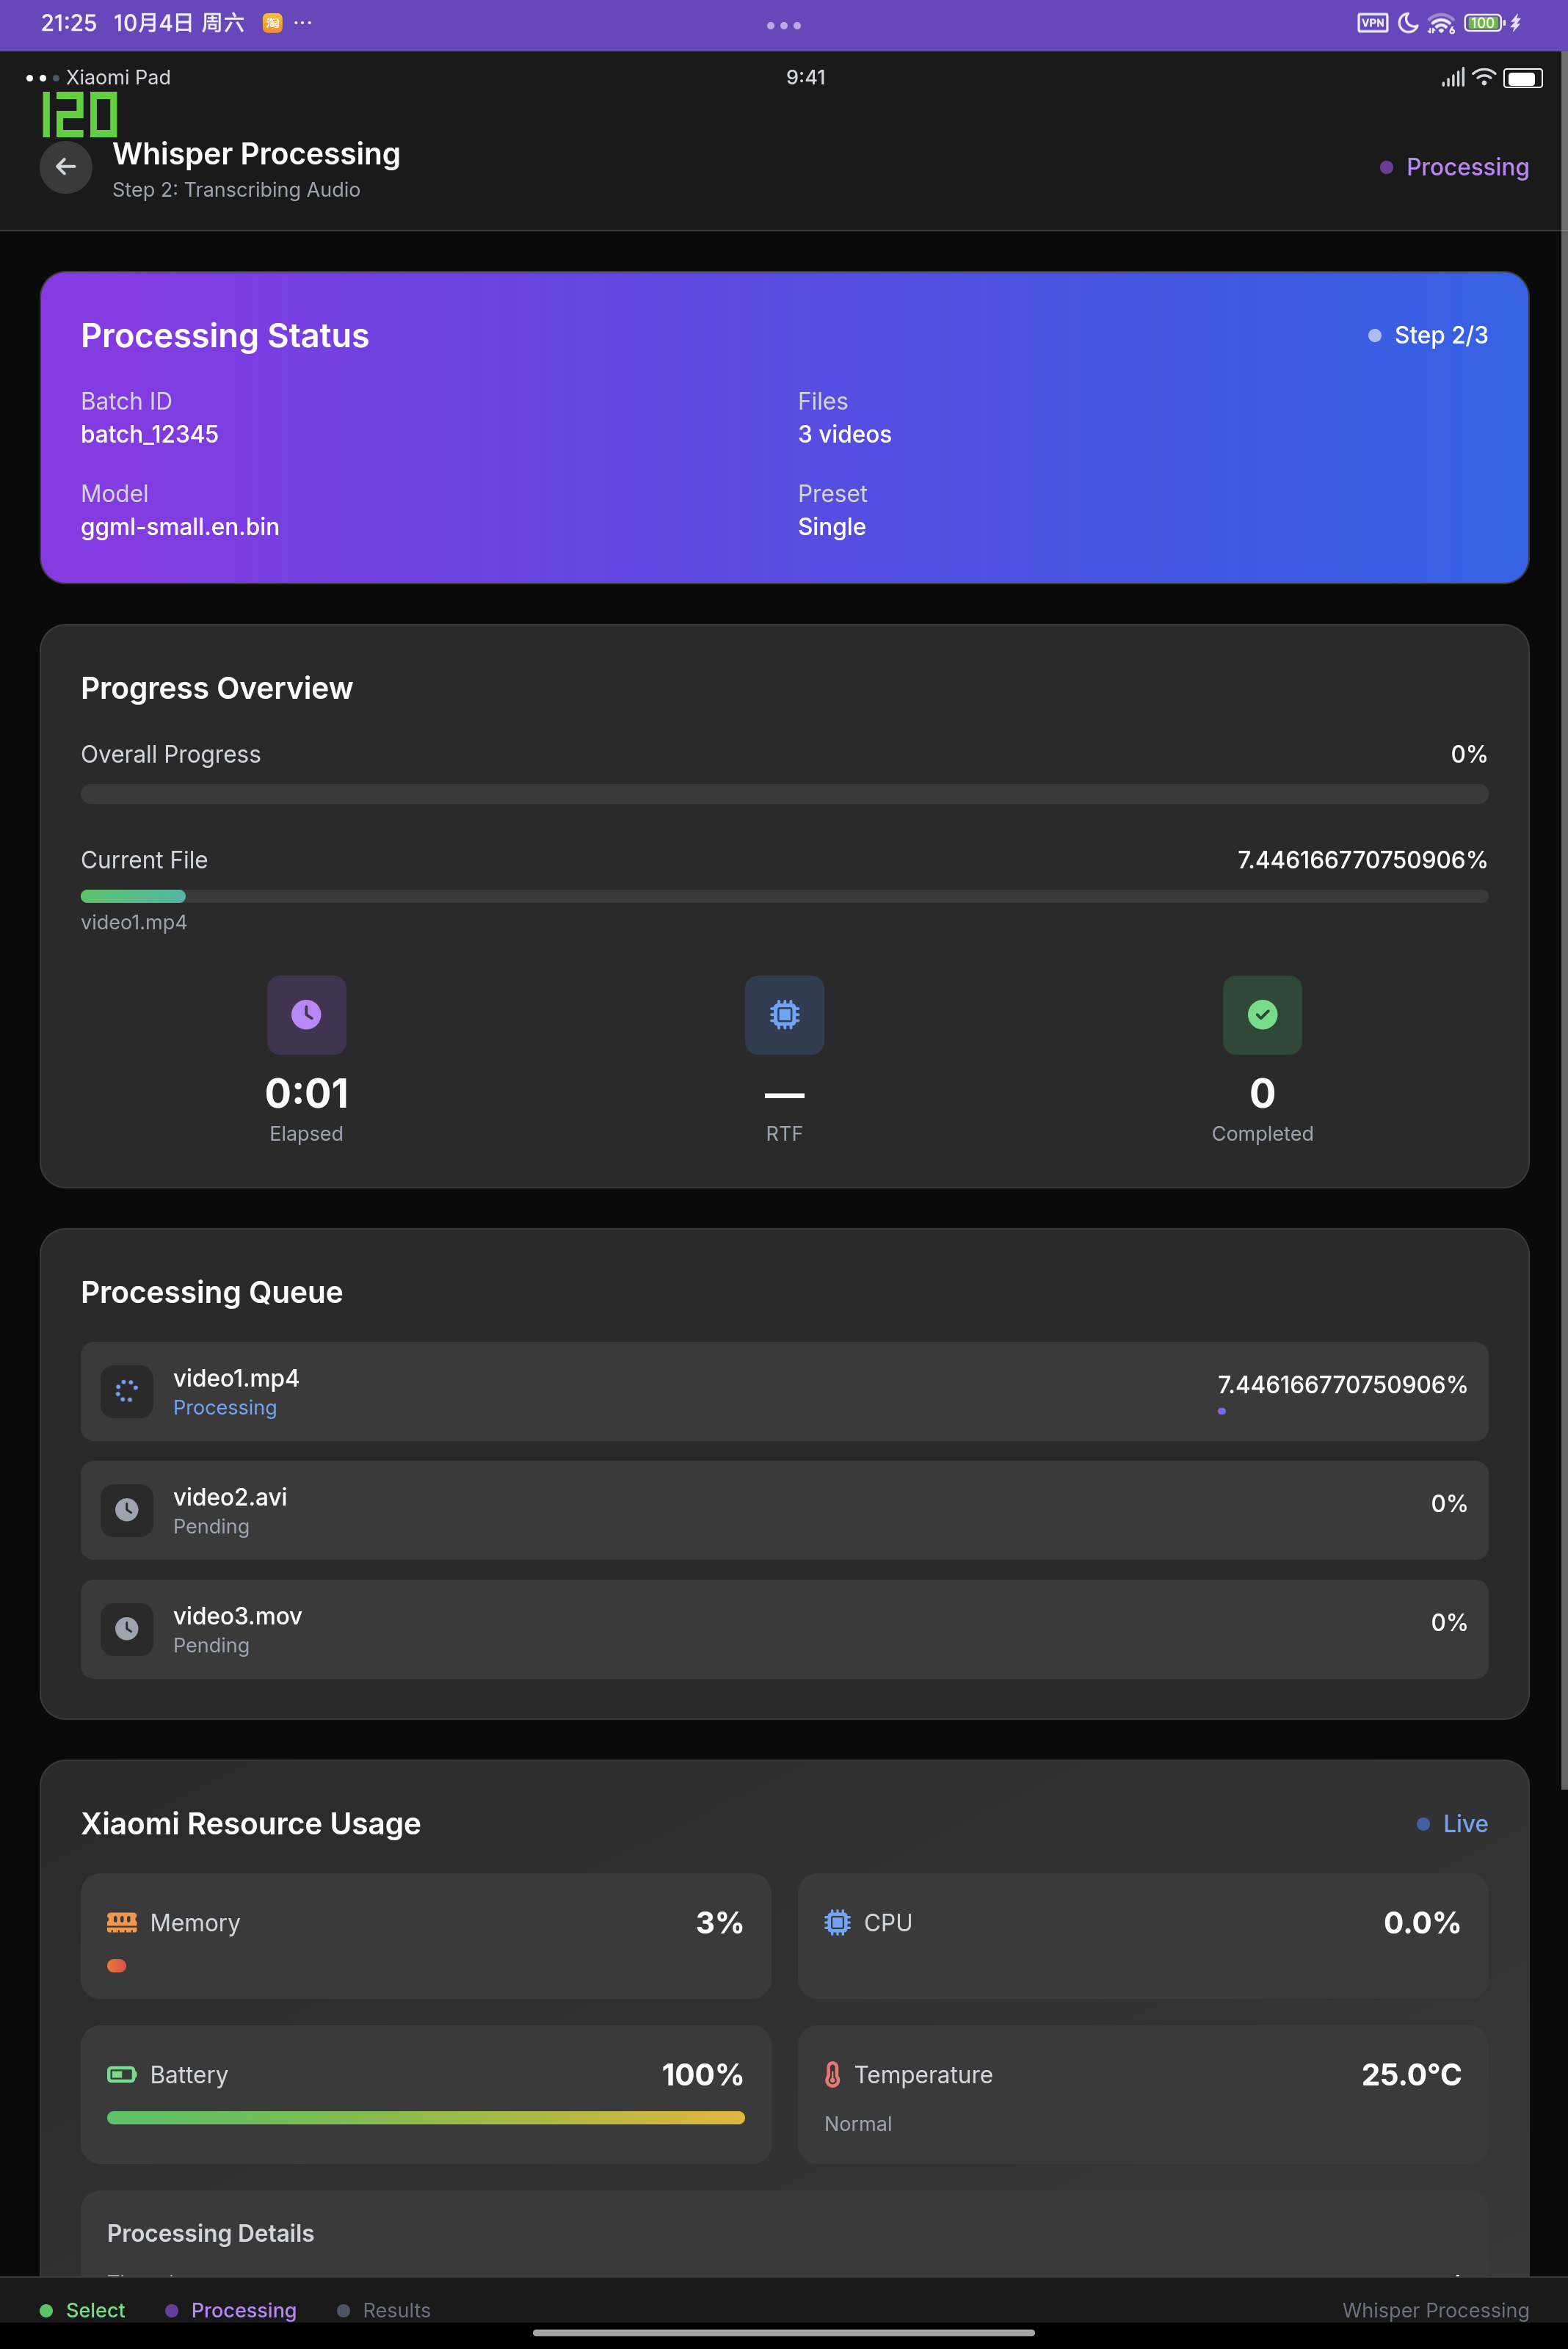 21:25 10月4日 周六 淘 ···
VPN 6 100
Xiaomi Pad
9:41
120
Whisper Processing
Step 2: Transcribing Audio
Processing
Processing Status
Step 2/3
Batch ID
batch_12345
Files
3 videos
Model
ggml-small.en.bin
Preset
Single
Progress Overview
Overall Progress
0%
Current File
7.446166770750906%
video1.mp4
0:01
Elapsed
—
RTF
0
Completed
Processing Queue
video1.mp4
Processing
7.446166770750906%
video2.avi
Pending
0%
video3.mov
Pending
0%
Xiaomi Resource Usage
Live
Memory
3%
CPU
0.0%
Battery
100%
Temperature
25.0°C
Normal
Processing Details
Select
Processing
Results
Whisper Processing